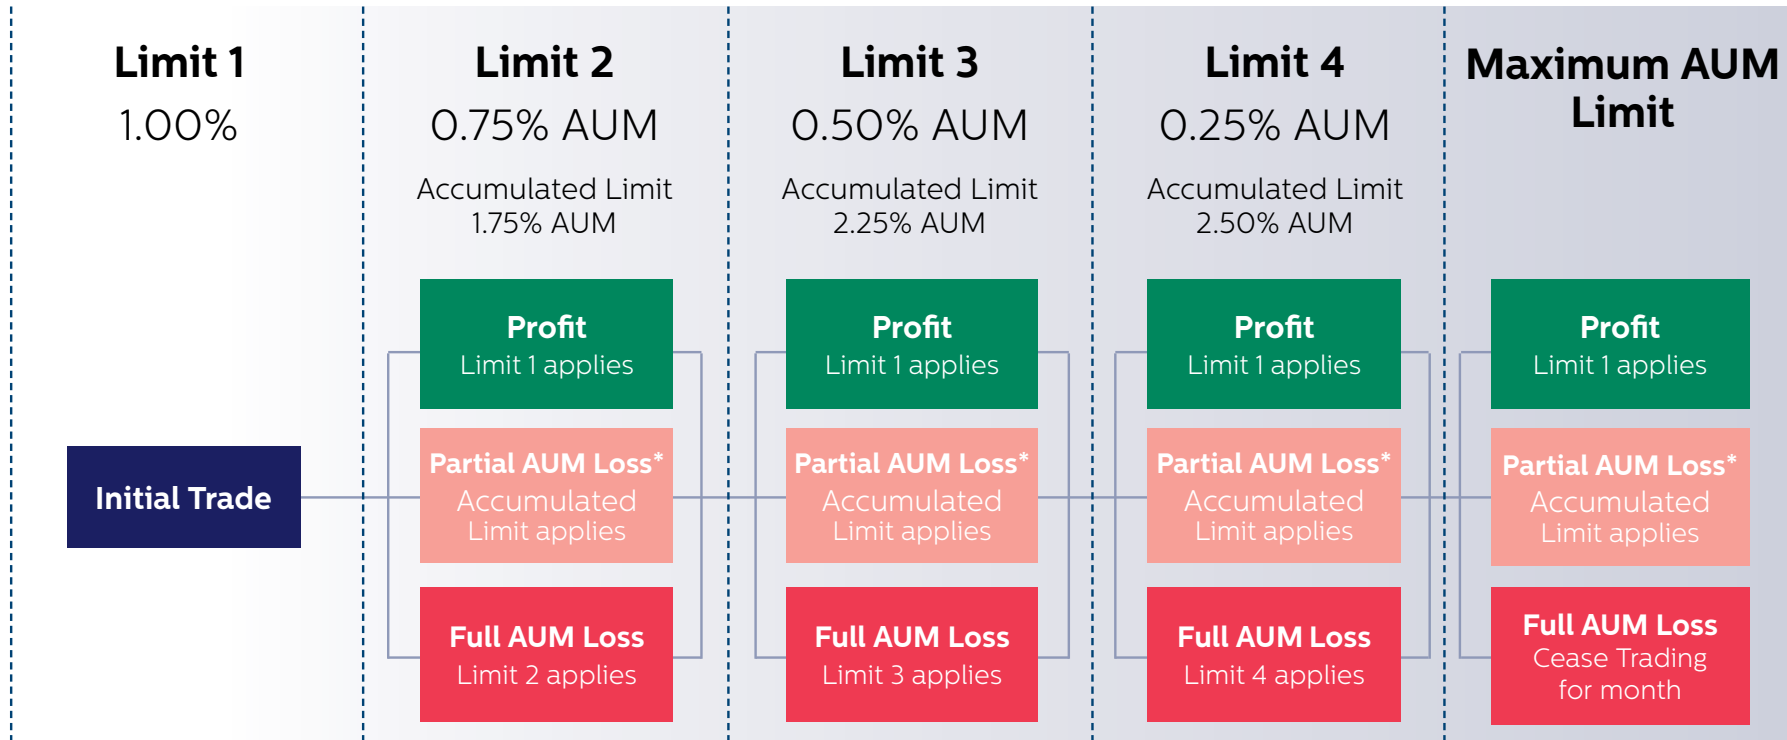 Limit 1
1.00%
Limit 2
0.75% AUM
Accumulated Limit
1.75% AUM
Limit 3
0.50% AUM
Accumulated Limit
2.25% AUM
Limit 4
0.25% AUM
Accumulated Limit
2.50% AUM
Maximum AUM
Limit
Initial Trade
Profit
Limit 1 applies
Partial AUM Loss*
Accumulated
Limit applies
Full AUM Loss
Limit 2 applies
Profit
Limit 1 applies
Partial AUM Loss*
Accumulated
Limit applies
Full AUM Loss
Limit 3 applies
Profit
Limit 1 applies
Partial AUM Loss*
Accumulated
Limit applies
Full AUM Loss
Limit 4 applies
Profit
Limit 1 applies
Partial AUM Loss*
Accumulated
Limit applies
Full AUM Loss
Cease Trading
for month